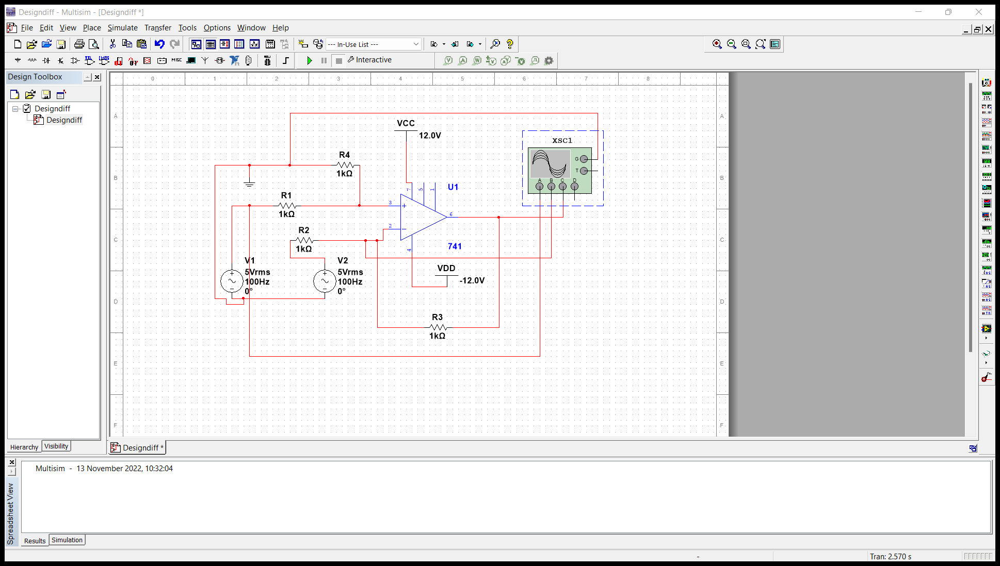 Designdiff - Multisim - [Designdiff *]
File Edit View Place Simulate Transfer Tools Options Window Help
--- In-Use List ---
MISC
Interactive
Design Toolbox
Designdiff
Designdiff
0 1 2 3 4 5 6 7 8
A A
B B
C C
D D
E E
F F
VCC
12.0V
XSC1
G
T
A B C D
R4
1kΩ
R1
1kΩ
R2
1kΩ
7 5 1
U1
3
2
6
4
741
V1
5Vrms
100Hz
0°
V2
5Vrms
100Hz
0°
VDD
-12.0V
R3
1kΩ
Hierarchy Visibility
Designdiff *
Multisim - 13 November 2022, 10:32:04
Spreadsheet View
Results Simulation
- Tran: 2.570 s